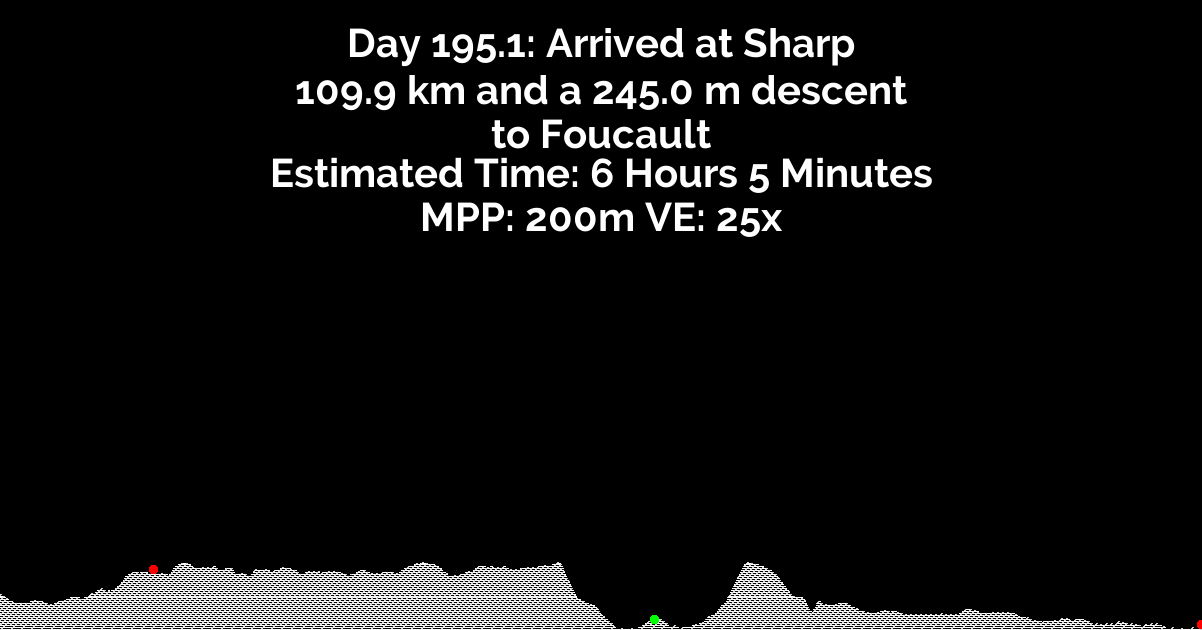 Day 195.1: Arrived at Sharp
109.9 km and a 245.0 m descent
to Foucault
Estimated Time: 6 Hours 5 Minutes
MPP: 200m VE: 25x